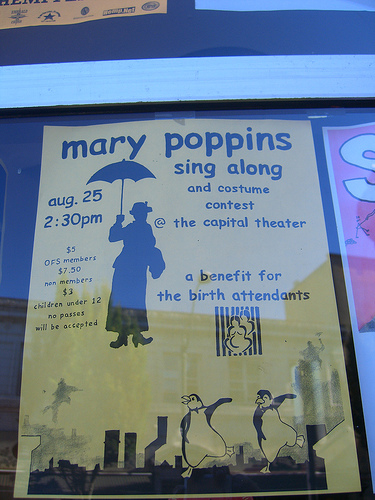 mary poppins
sing along
and costume
contest
@ the capital theater
aug. 25
2:30pm
$5
OFS members
$7.50
non members
$3
children under 12
no passes
will be accepted
a benefit for
the birth attendants
S